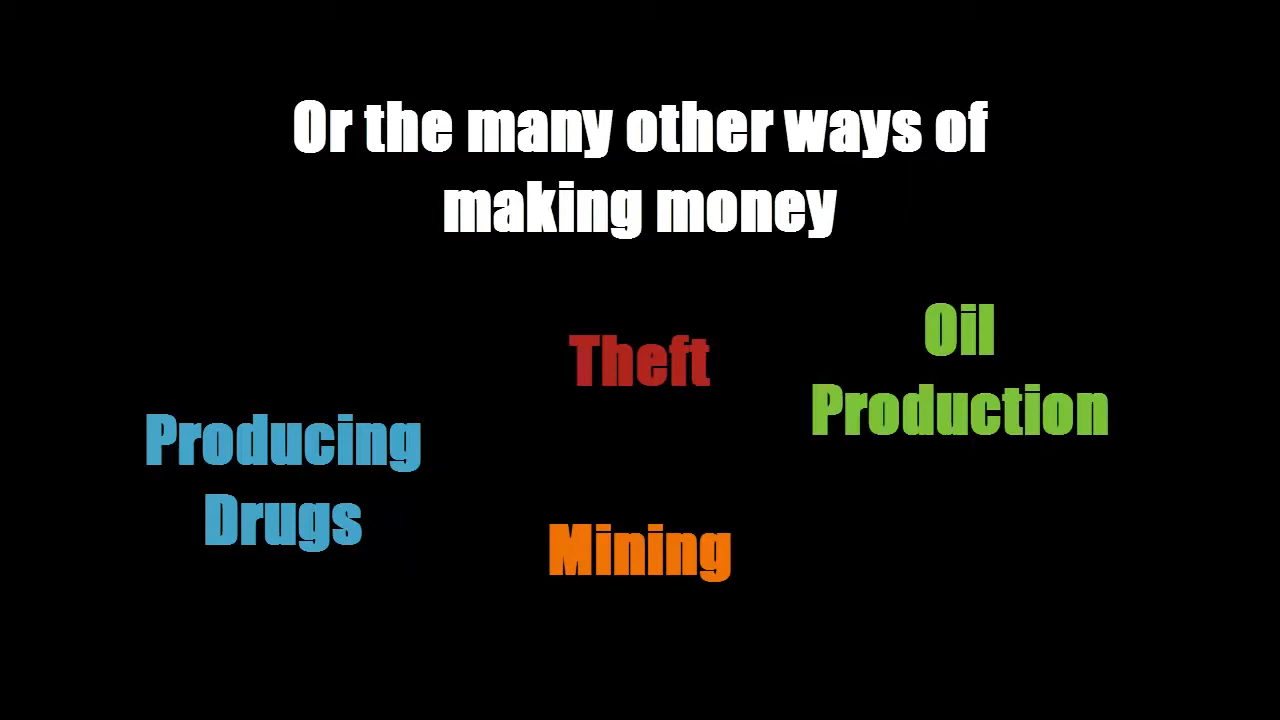 Or the many other ways of
making money
Theft
Oil
Production
Producing
Drugs
Mining